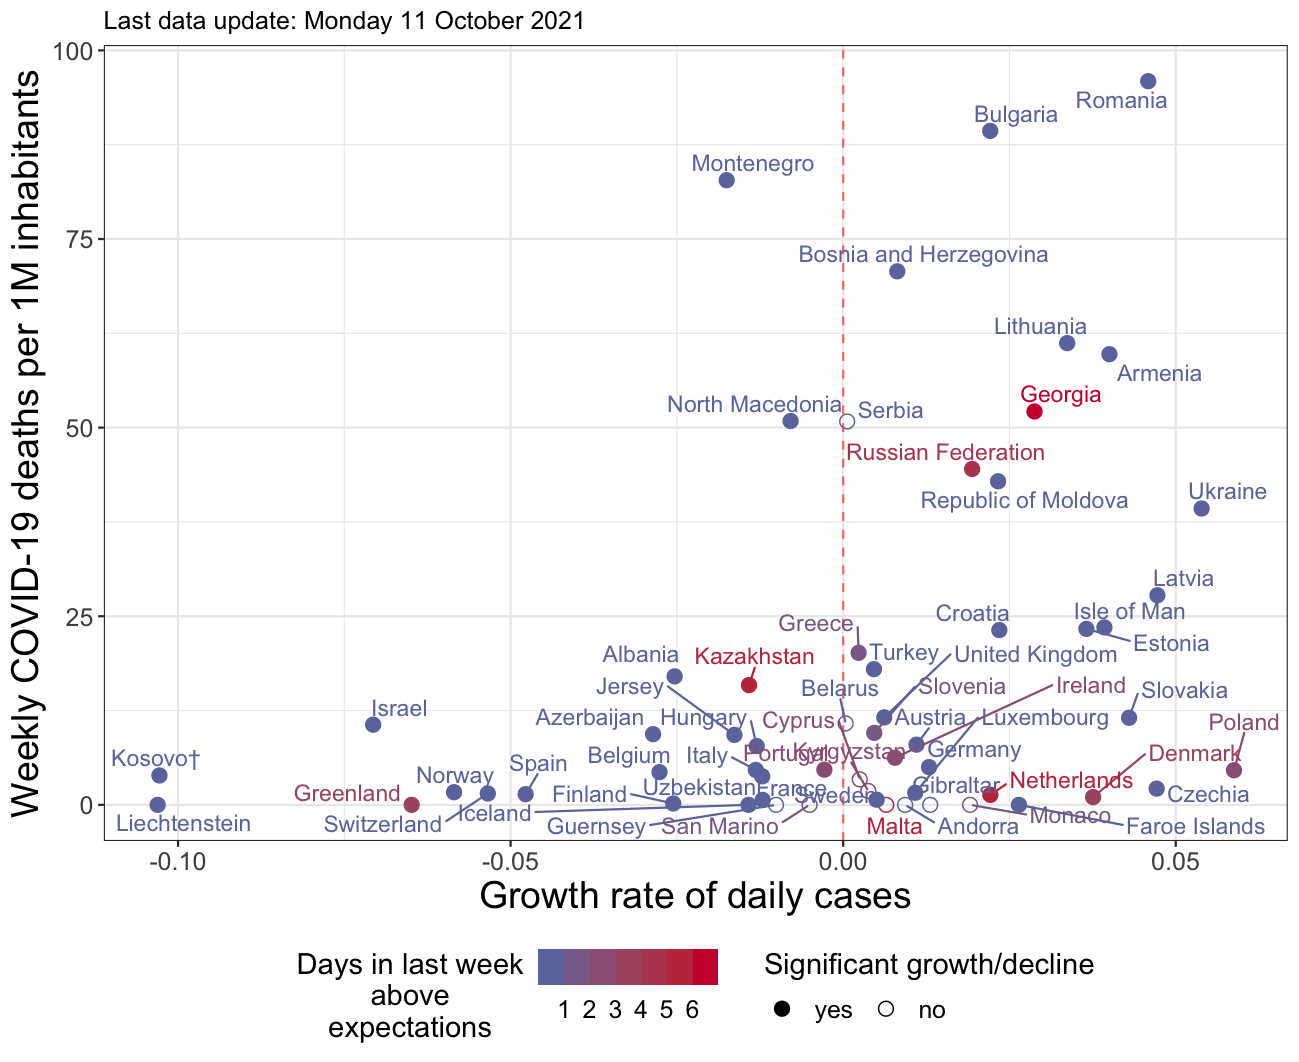 Last data update: Monday 11 October 2021
Weekly COVID-19 deaths per 1M inhabitants
100
75
50
25
0
Romania
Bulgaria
Montenegro
Bosnia and Herzegovina
Lithuania
Armenia
Georgia
North Macedonia
Serbia
Russian Federation
Republic of Moldova
Ukraine
Latvia
Isle of Man
Croatia
Greece
Estonia
Albania
Kazakhstan
Turkey
United Kingdom
Jersey
Belarus
Slovenia
Ireland
Slovakia
Israel
Azerbaijan
Hungary
Cyprus
Austria
Luxembourg
Poland
Kosovo†
Belgium
Italy
Portugal
Kyrgyzstan
Germany
Denmark
Norway
Spain
Greenland
Finland
Uzbekistan
France
Sweden
Gibraltar
Netherlands
Czechia
Liechtenstein
Switzerland
Iceland
Guernsey
San Marino
Malta
Andorra
Monaco
Faroe Islands
-0.10
-0.05
0.00
0.05
Growth rate of daily cases
Days in last week
above
expectations
1 2 3 4 5 6
Significant growth/decline
yes
no